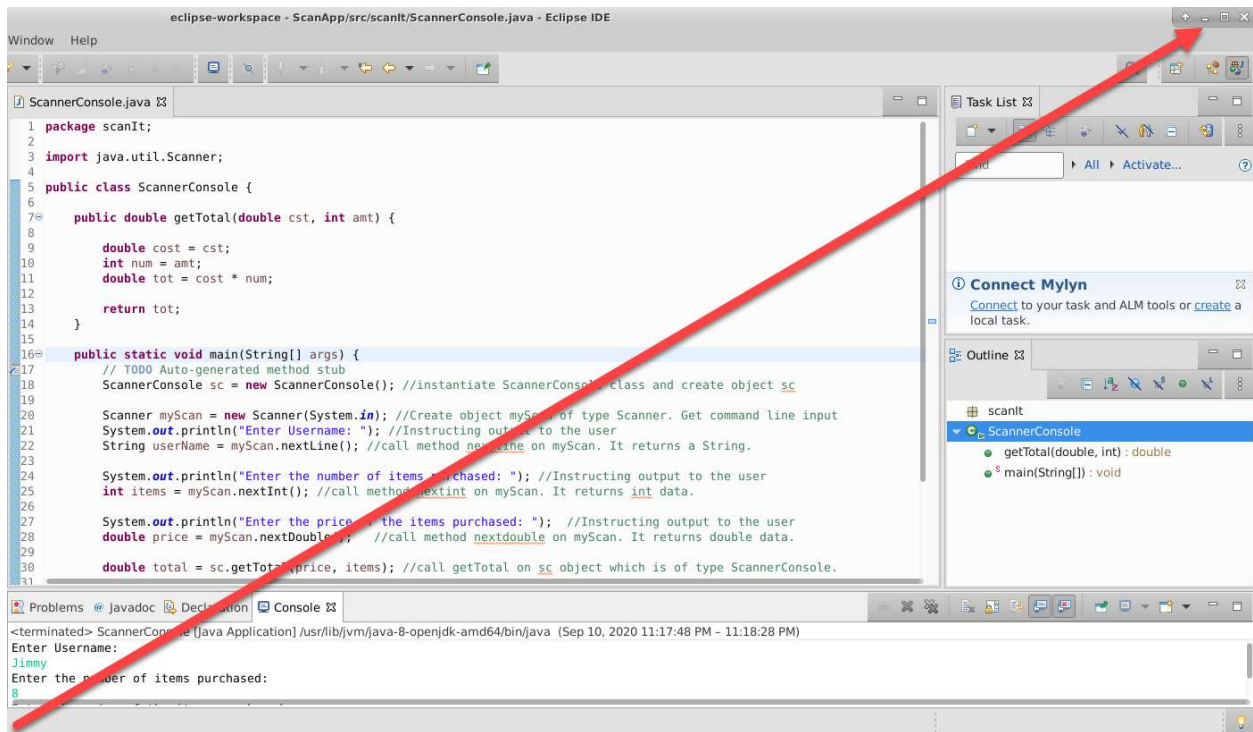 eclipse-workspace - ScanApp/src/scanIt/ScannerConsole.java - Eclipse IDE
Window Help
ScannerConsole.java
Task List
1 package scanIt;
2
3 import java.util.Scanner;
4
All Activate...
5 public class ScannerConsole {
6
7 public double getTotal(double cst, int amt) {
8
9 double cost = cst;
10 int num = amt;
11 double tot = cost * num;
12
13 return tot;
14 }
15
Connect Mylyn
Connect to your task and ALM tools or create a
local task.
16 public static void main(String[] args) {
17 // TODO Auto-generated method stub
18 ScannerConsole sc = new ScannerConsole(); //instantiate ScannerConsole class and create object sc
19
20 Scanner myScan = new Scanner(System.in); //Create object myScan of type Scanner. Get command line input
21 System.out.println("Enter Username: "); //Instructing output to the user
22 String userName = myScan.nextLine(); //call method nextline on myScan. It returns a String.
23
24 System.out.println("Enter the number of items purchased: "); //Instructing output to the user
25 int items = myScan.nextInt(); //call method nextint on myScan. It returns int data.
26
27 System.out.println("Enter the price of the items purchased: "); //Instructing output to the user
28 double price = myScan.nextDouble(); //call method nextdouble on myScan. It returns double data.
29
30 double total = sc.getTotal(price, items); //call getTotal on sc object which is of type ScannerConsole.
31
Outline
scanIt
ScannerConsole
getTotal(double, int) : double
main(String[]) : void
Problems Javadoc Declaration Console
<terminated> ScannerConsole [Java Application] /usr/lib/jvm/java-8-openjdk-amd64/bin/java (Sep 10, 2020 11:17:48 PM – 11:18:28 PM)
Enter Username:
Jimmy
Enter the number of items purchased:
8